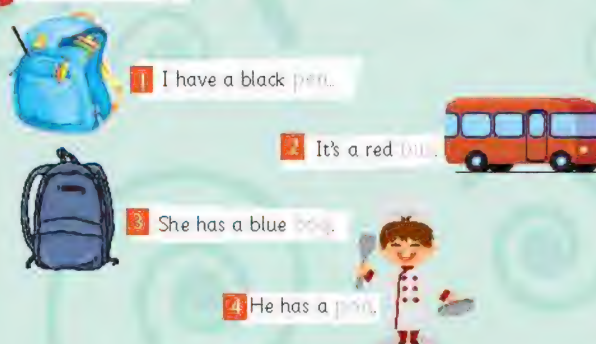 1 I have a black pen.
2 It's a red bus.
3 She has a blue bag.
4 He has a pan.